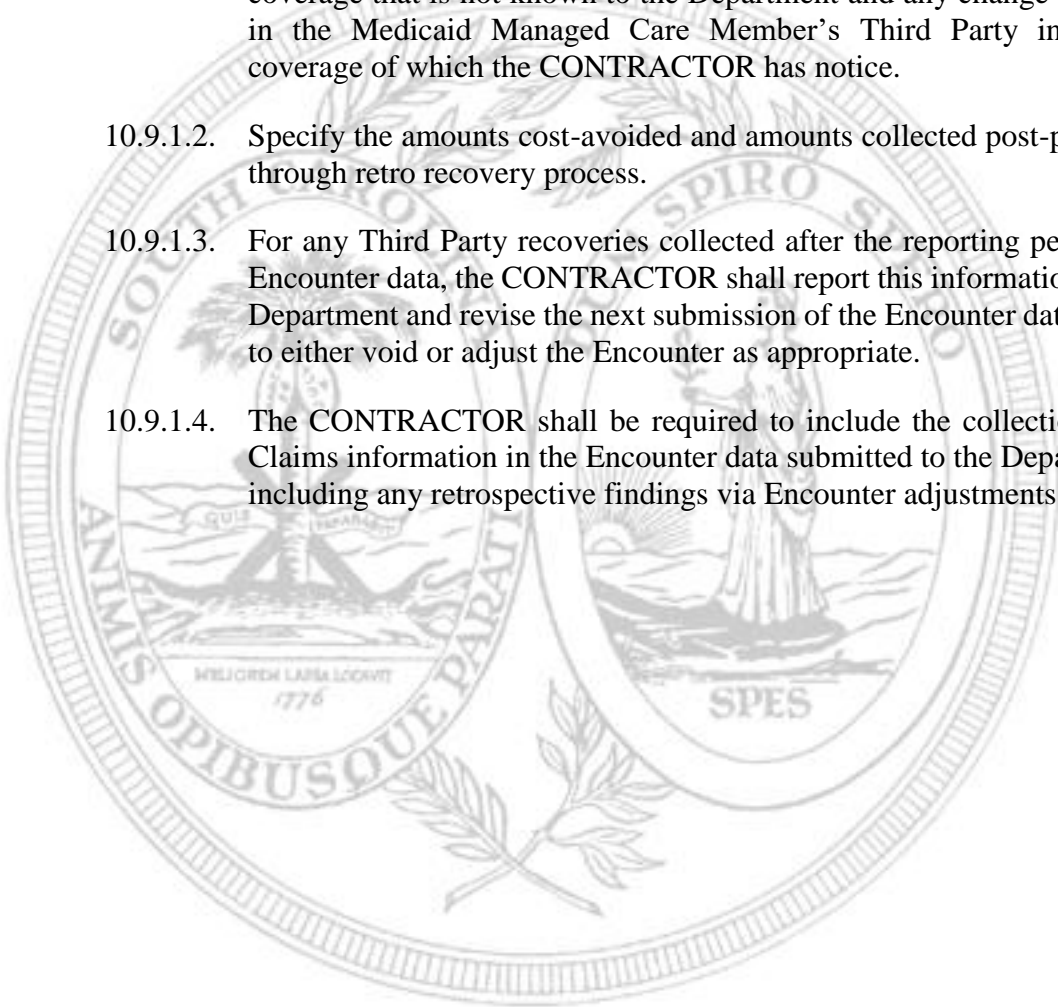 coverage that is not known to the Department and any change
in the Medicaid Managed Care Member's Third Party in
coverage of which the CONTRACTOR has notice.
10.9.1.2. Specify the amounts cost-avoided and amounts collected post-p
through retro recovery process.
10.9.1.3. For any Third Party recoveries collected after the reporting pe
Encounter data, the CONTRACTOR shall report this informatio
Department and revise the next submission of the Encounter dat
to either void or adjust the Encounter as appropriate.
10.9.1.4. The CONTRACTOR shall be required to include the collecti
Claims information in the Encounter data submitted to the Depa
including any retrospective findings via Encounter adjustments
SOUTH CARO
SPIRO SPE
QUI
ANIMIS OPIBUSQUE PARATI
MELIOREM LAPSA LOCAVIT
1776
SPES